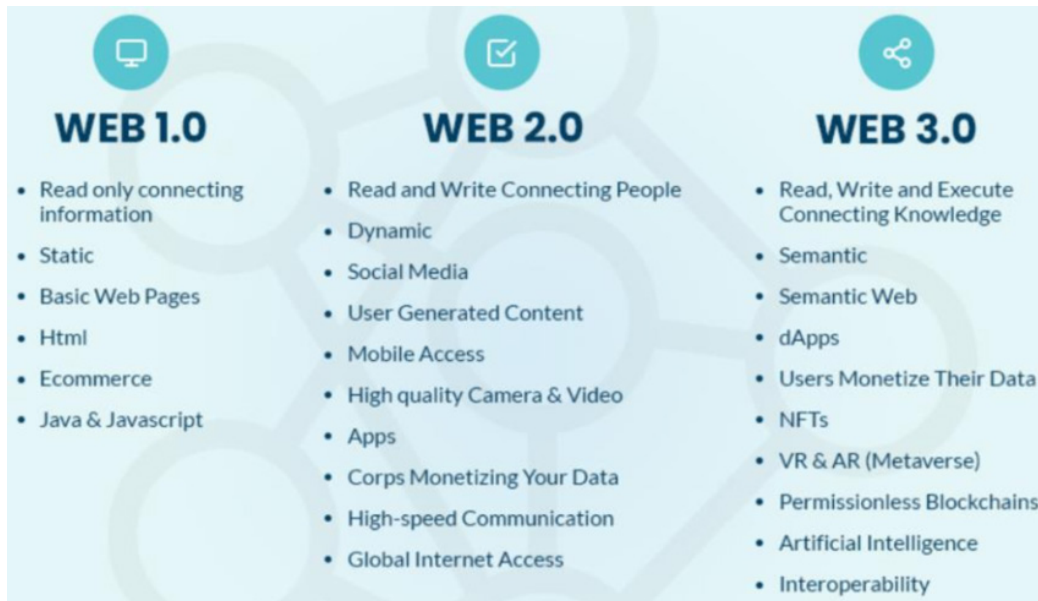 WEB 1.0
• Read only connecting
information
• Static
• Basic Web Pages
• Html
• Ecommerce
• Java & Javascript
WEB 2.0
• Read and Write Connecting People
• Dynamic
• Social Media
• User Generated Content
• Mobile Access
• High quality Camera & Video
• Apps
• Corps Monetizing Your Data
• High-speed Communication
• Global Internet Access
WEB 3.0
• Read, Write and Execute
Connecting Knowledge
• Semantic
• Semantic Web
• dApps
• Users Monetize Their Data
• NFTs
• VR & AR (Metaverse)
• Permissionless Blockchains
• Artificial Intelligence
• Interoperability